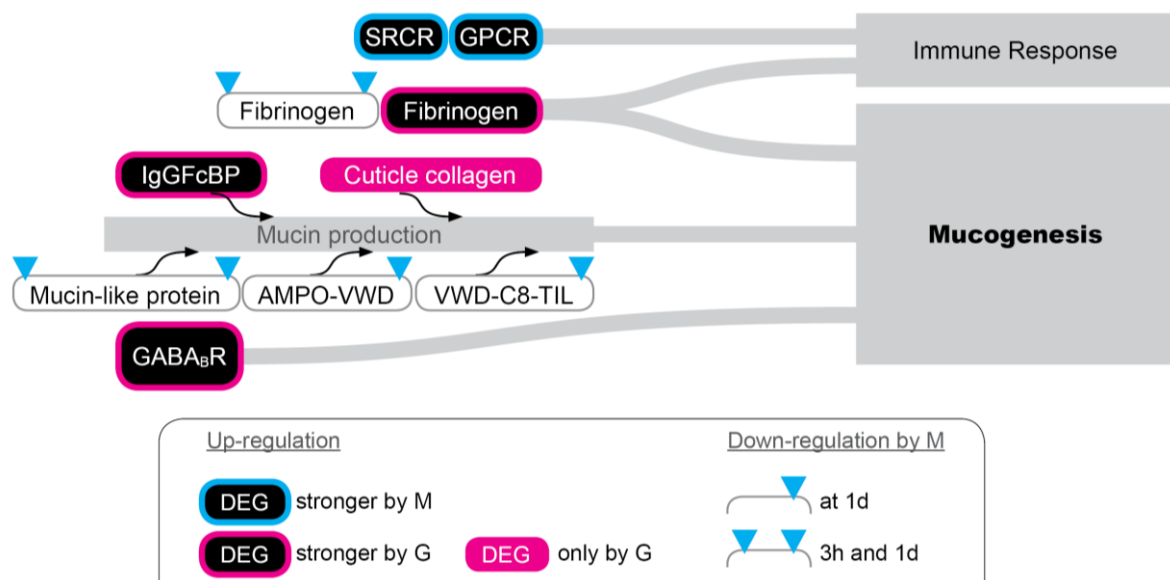 SRCR GPCR
Immune Response
Fibrinogen Fibrinogen
IgGFcBP Cuticle collagen
Mucin production
Mucogenesis
Mucin-like protein AMPO-VWD VWD-C8-TIL
GABA_BR
Up-regulation Down-regulation by M
DEG stronger by M at 1d
DEG stronger by G DEG only by G 3h and 1d